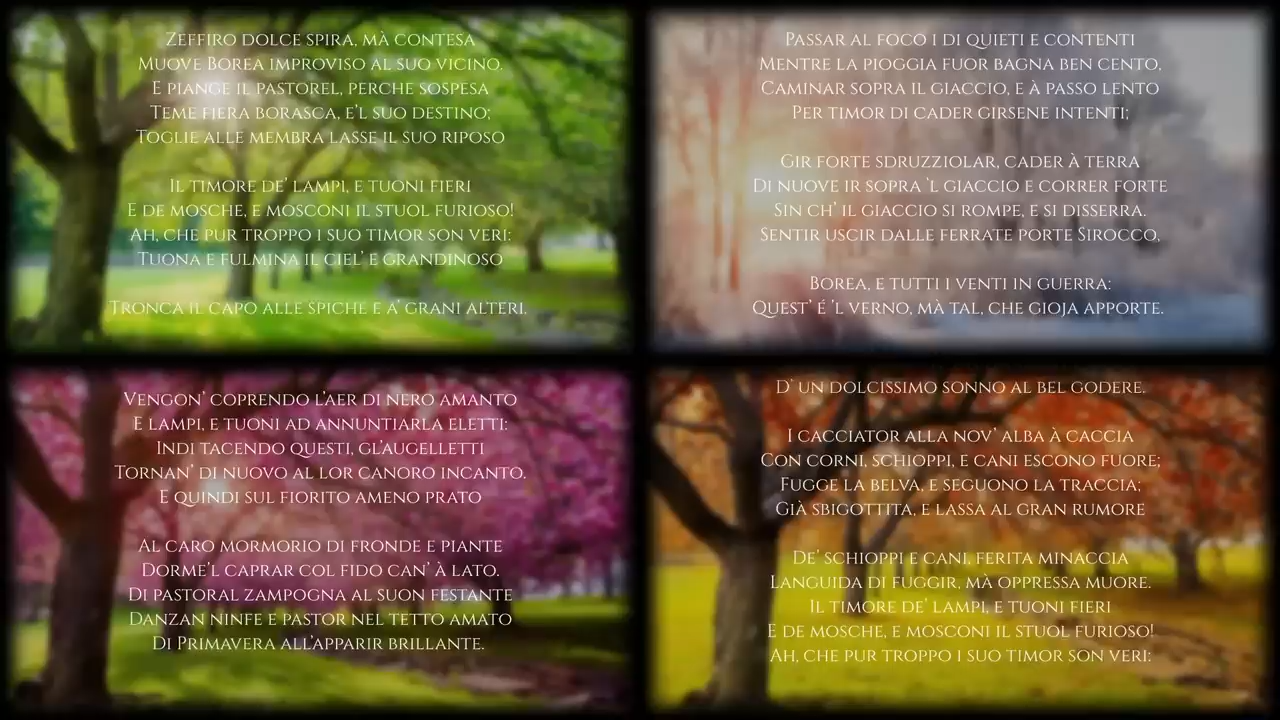 Zeffiro dolce spira, mà contesa
Muove Borea improviso al suo vicino.
E piange il pastorel, perche sospesa
Teme fiera borasca, e'l suo destino;
Toglie alle membra lasse il suo riposo
Il timore de' lampi, e tuoni fieri
E de mosche, e mosconi il stuol furioso!
Ah, che pur troppo i suo timor son veri:
Tuona e fulmina il ciel' e grandinoso
Tronca il capo alle spiche e a' grani alteri.
Passar al foco i di quieti e contenti
Mentre la pioggia fuor bagna ben cento,
Caminar sopra il giaccio, e à passo lento
Per timor di cader girsene intenti;
Gir forte sdruzziolar, cader à terra
Di nuove ir sopra 'l giaccio e correr forte
Sin ch' il giaccio si rompe, e si disserra.
Sentir uscir dalle ferrate porte Sirocco,
Borea, e tutti i venti in guerra:
Quest' é 'l verno, mà tal, che gioja apporte.
Vengon' coprendo l'aer di nero amanto
E lampi, e tuoni ad annuntiarla eletti:
Indi tacendo questi, gl'augelletti
Tornan' di nuovo al lor canoro incanto.
E quindi sul fiorito ameno prato
Al caro mormorio di fronde e piante
Dorme'l caprar col fido can' à lato.
Di pastoral zampogna al suon festante
Danzan ninfe e pastor nel tetto amato
Di Primavera all'apparir brillante.
D' un dolcissimo sonno al bel godere.
I cacciator alla nov' alba à caccia
Con corni, schioppi, e cani escono fuore;
Fugge la belva, e seguono la traccia;
Già sbigottita, e lassa al gran rumore
De' schioppi e cani, ferita minaccia
Languida di fuggir, mà oppressa muore.
Il timore de' lampi, e tuoni fieri
E de mosche, e mosconi il stuol furioso!
Ah, che pur troppo i suo timor son veri: